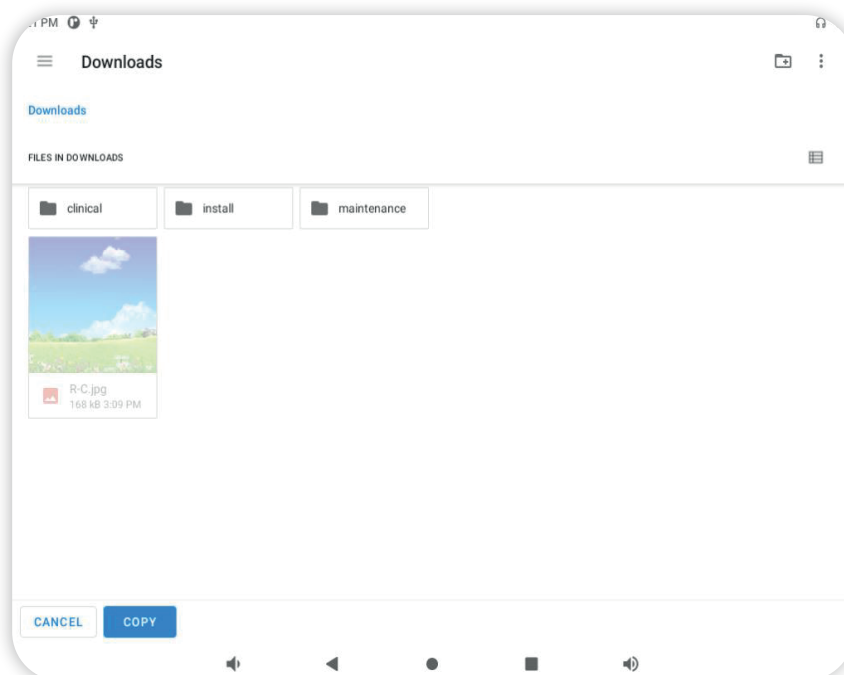 PM
Downloads
Downloads
FILES IN DOWNLOADS
clinical
install
maintenance
R-C.jpg
168 kB 3:09 PM
CANCEL
COPY